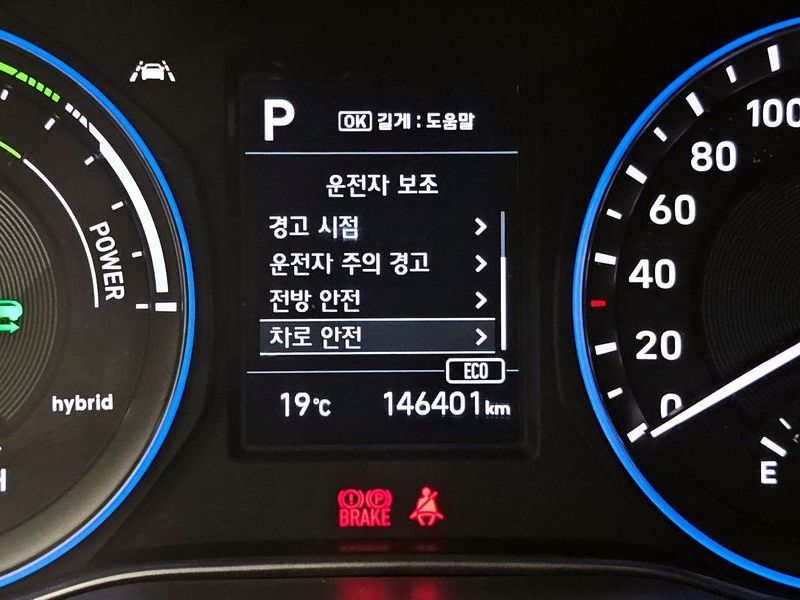 P OK 길게 : 도움말
운전자 보조
경고 시점
운전자 주의 경고
전방 안전
차로 안전
ECO
19°C 146401km
POWER
hybrid
100
80
60
40
20
0
E
BRAKE
P